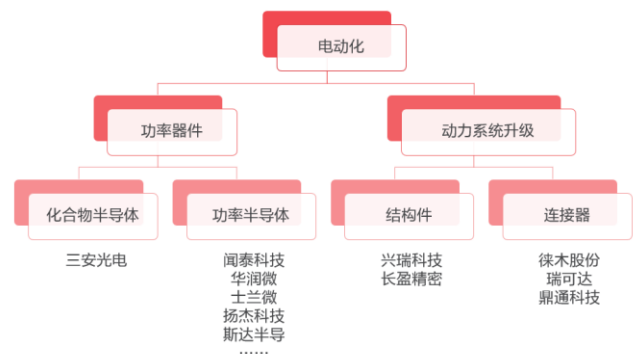 电动化
功率器件
动力系统升级
化合物半导体
功率半导体
结构件
连接器
三安光电
闻泰科技
华润微
士兰微
扬杰科技
斯达半导
……
兴瑞科技
长盈精密
徕木股份
瑞可达
鼎通科技